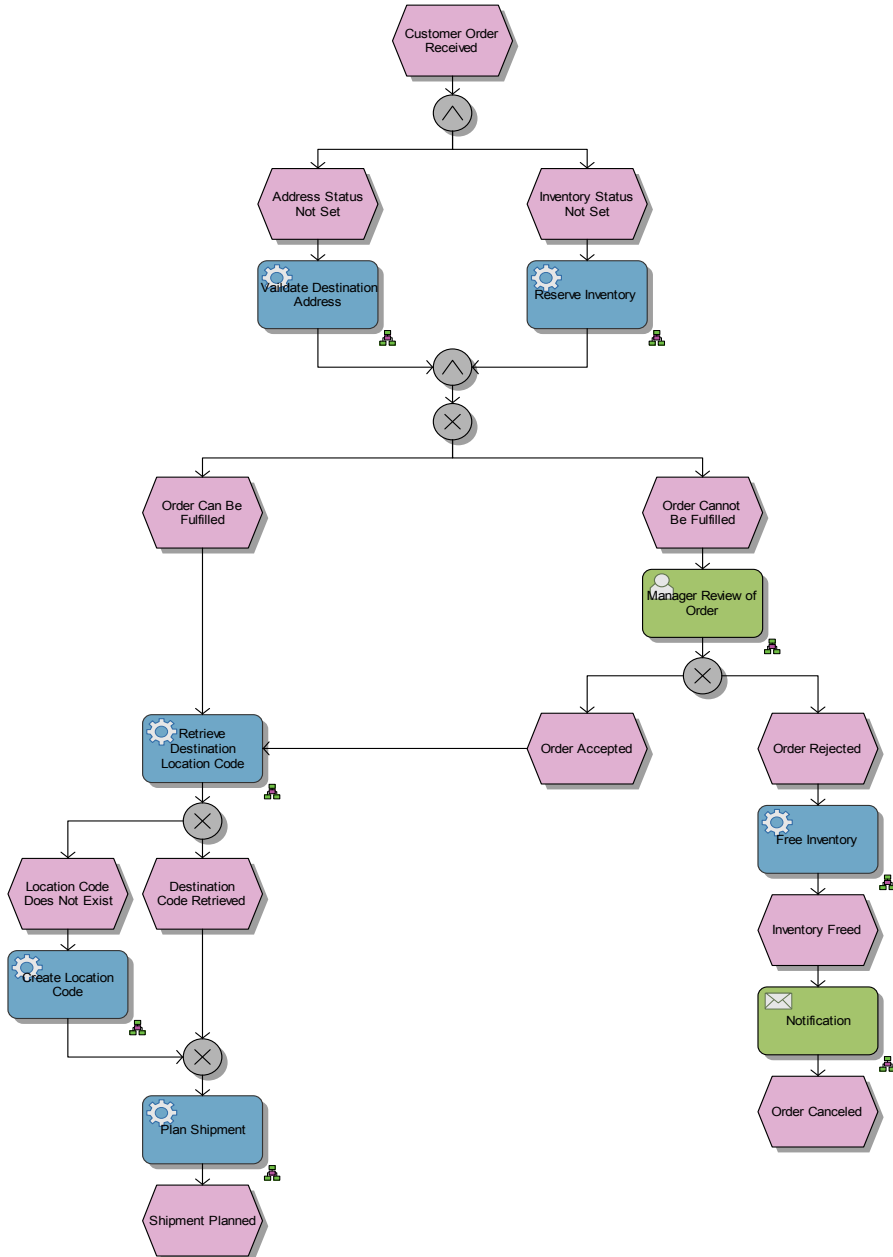 Customer Order
Received
Address Status
Not Set
Inventory Status
Not Set
Validate Destination
Address
Reserve Inventory
Order Can Be
Fulfilled
Order Cannot
Be Fulfilled
Manager Review of
Order
Retrieve
Destination
Location Code
Order Accepted
Order Rejected
Free Inventory
Location Code
Does Not Exist
Destination
Code Retrieved
Inventory Freed
Create Location
Code
Notification
Plan Shipment
Order Canceled
Shipment Planned